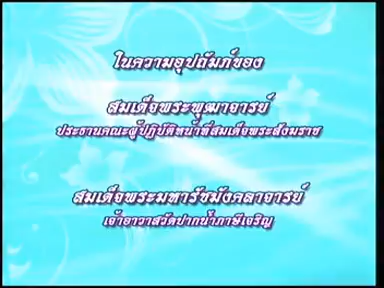 ในความอุปถัมภ์ของ
สมเด็จพระพุฒาจารย์
ประธานคณะผู้ปฏิบัติหน้าที่สมเด็จพระสังฆราช
สมเด็จพระมหารัชมังคลาจารย์
เจ้าอาวาสวัดปากน้ำภาษีเจริญ